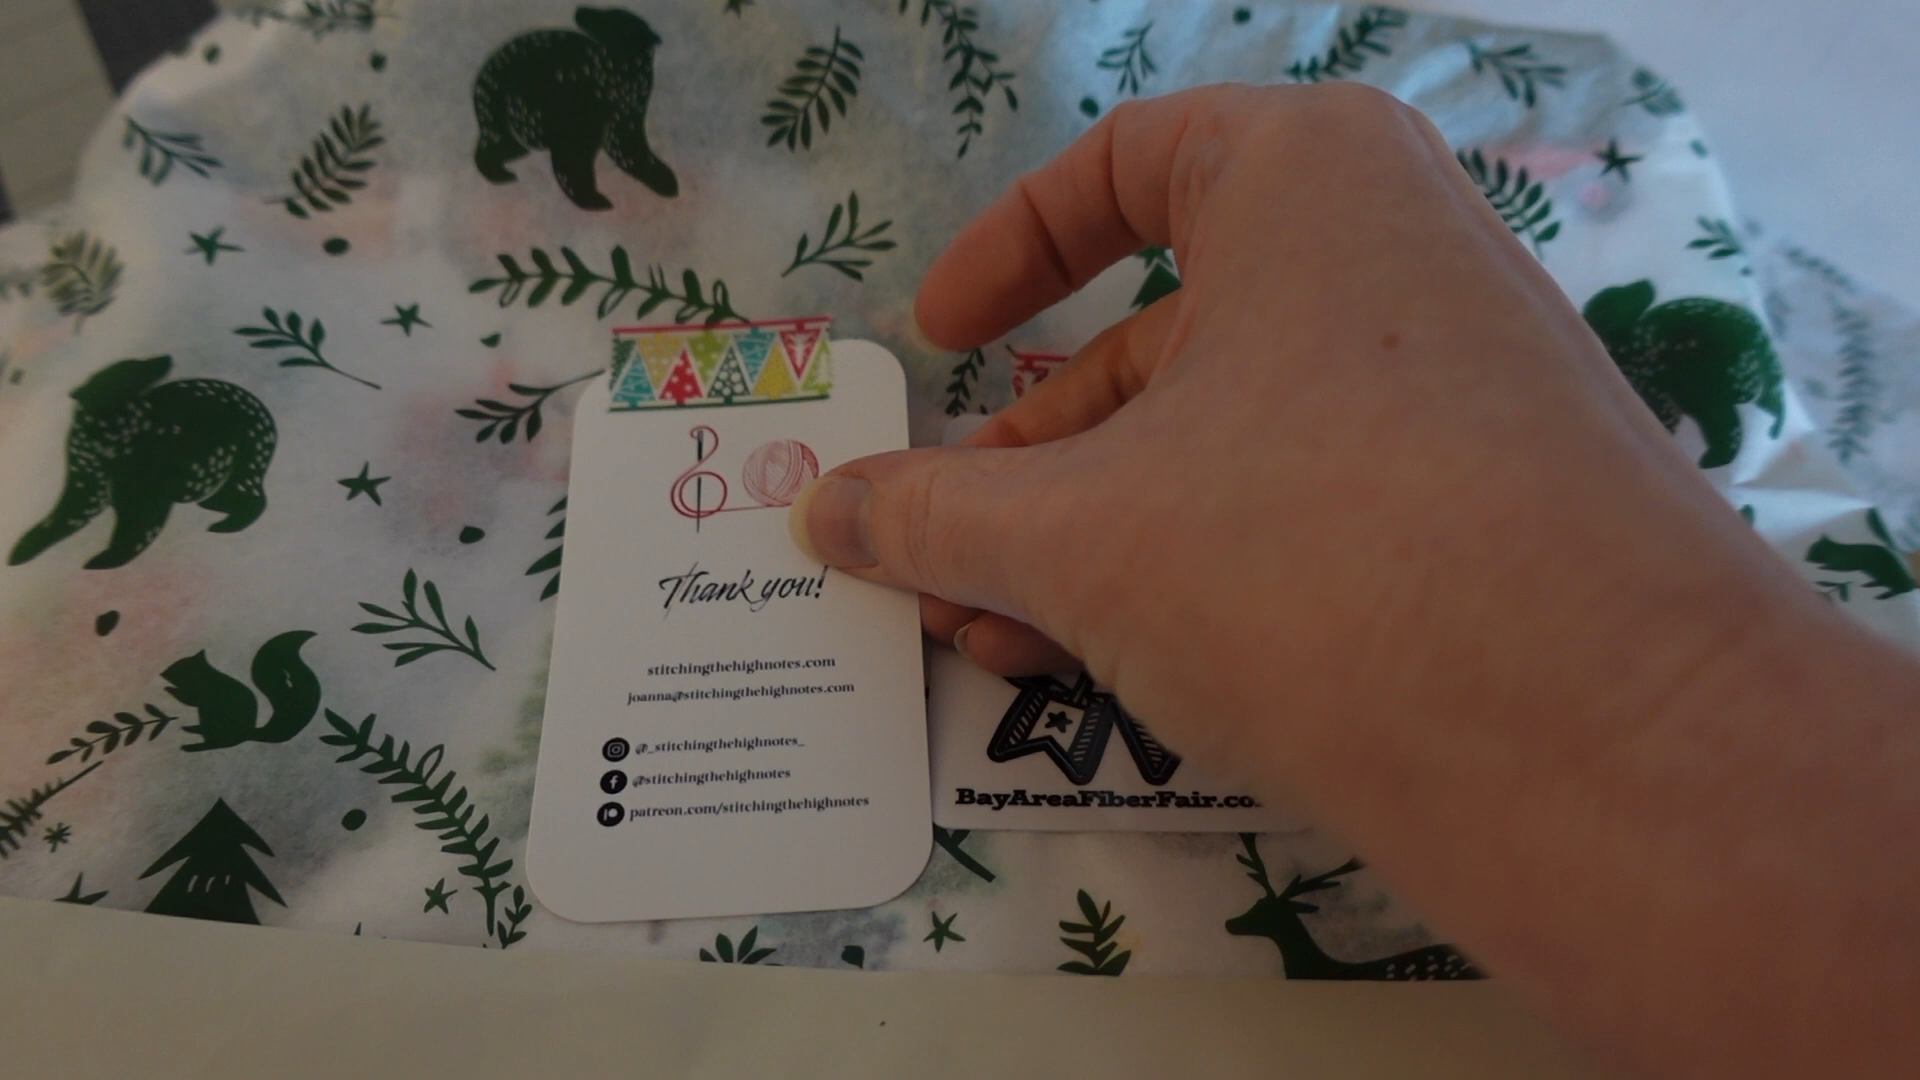 Thank you!
stitchingthehighnotes.com
joanna@stitchingthehighnotes.com
@_stitchingthehighnotes_
@stitchingthehighnotes
patreon.com/stitchingthehighnotes
BayAreaFiberFair.co